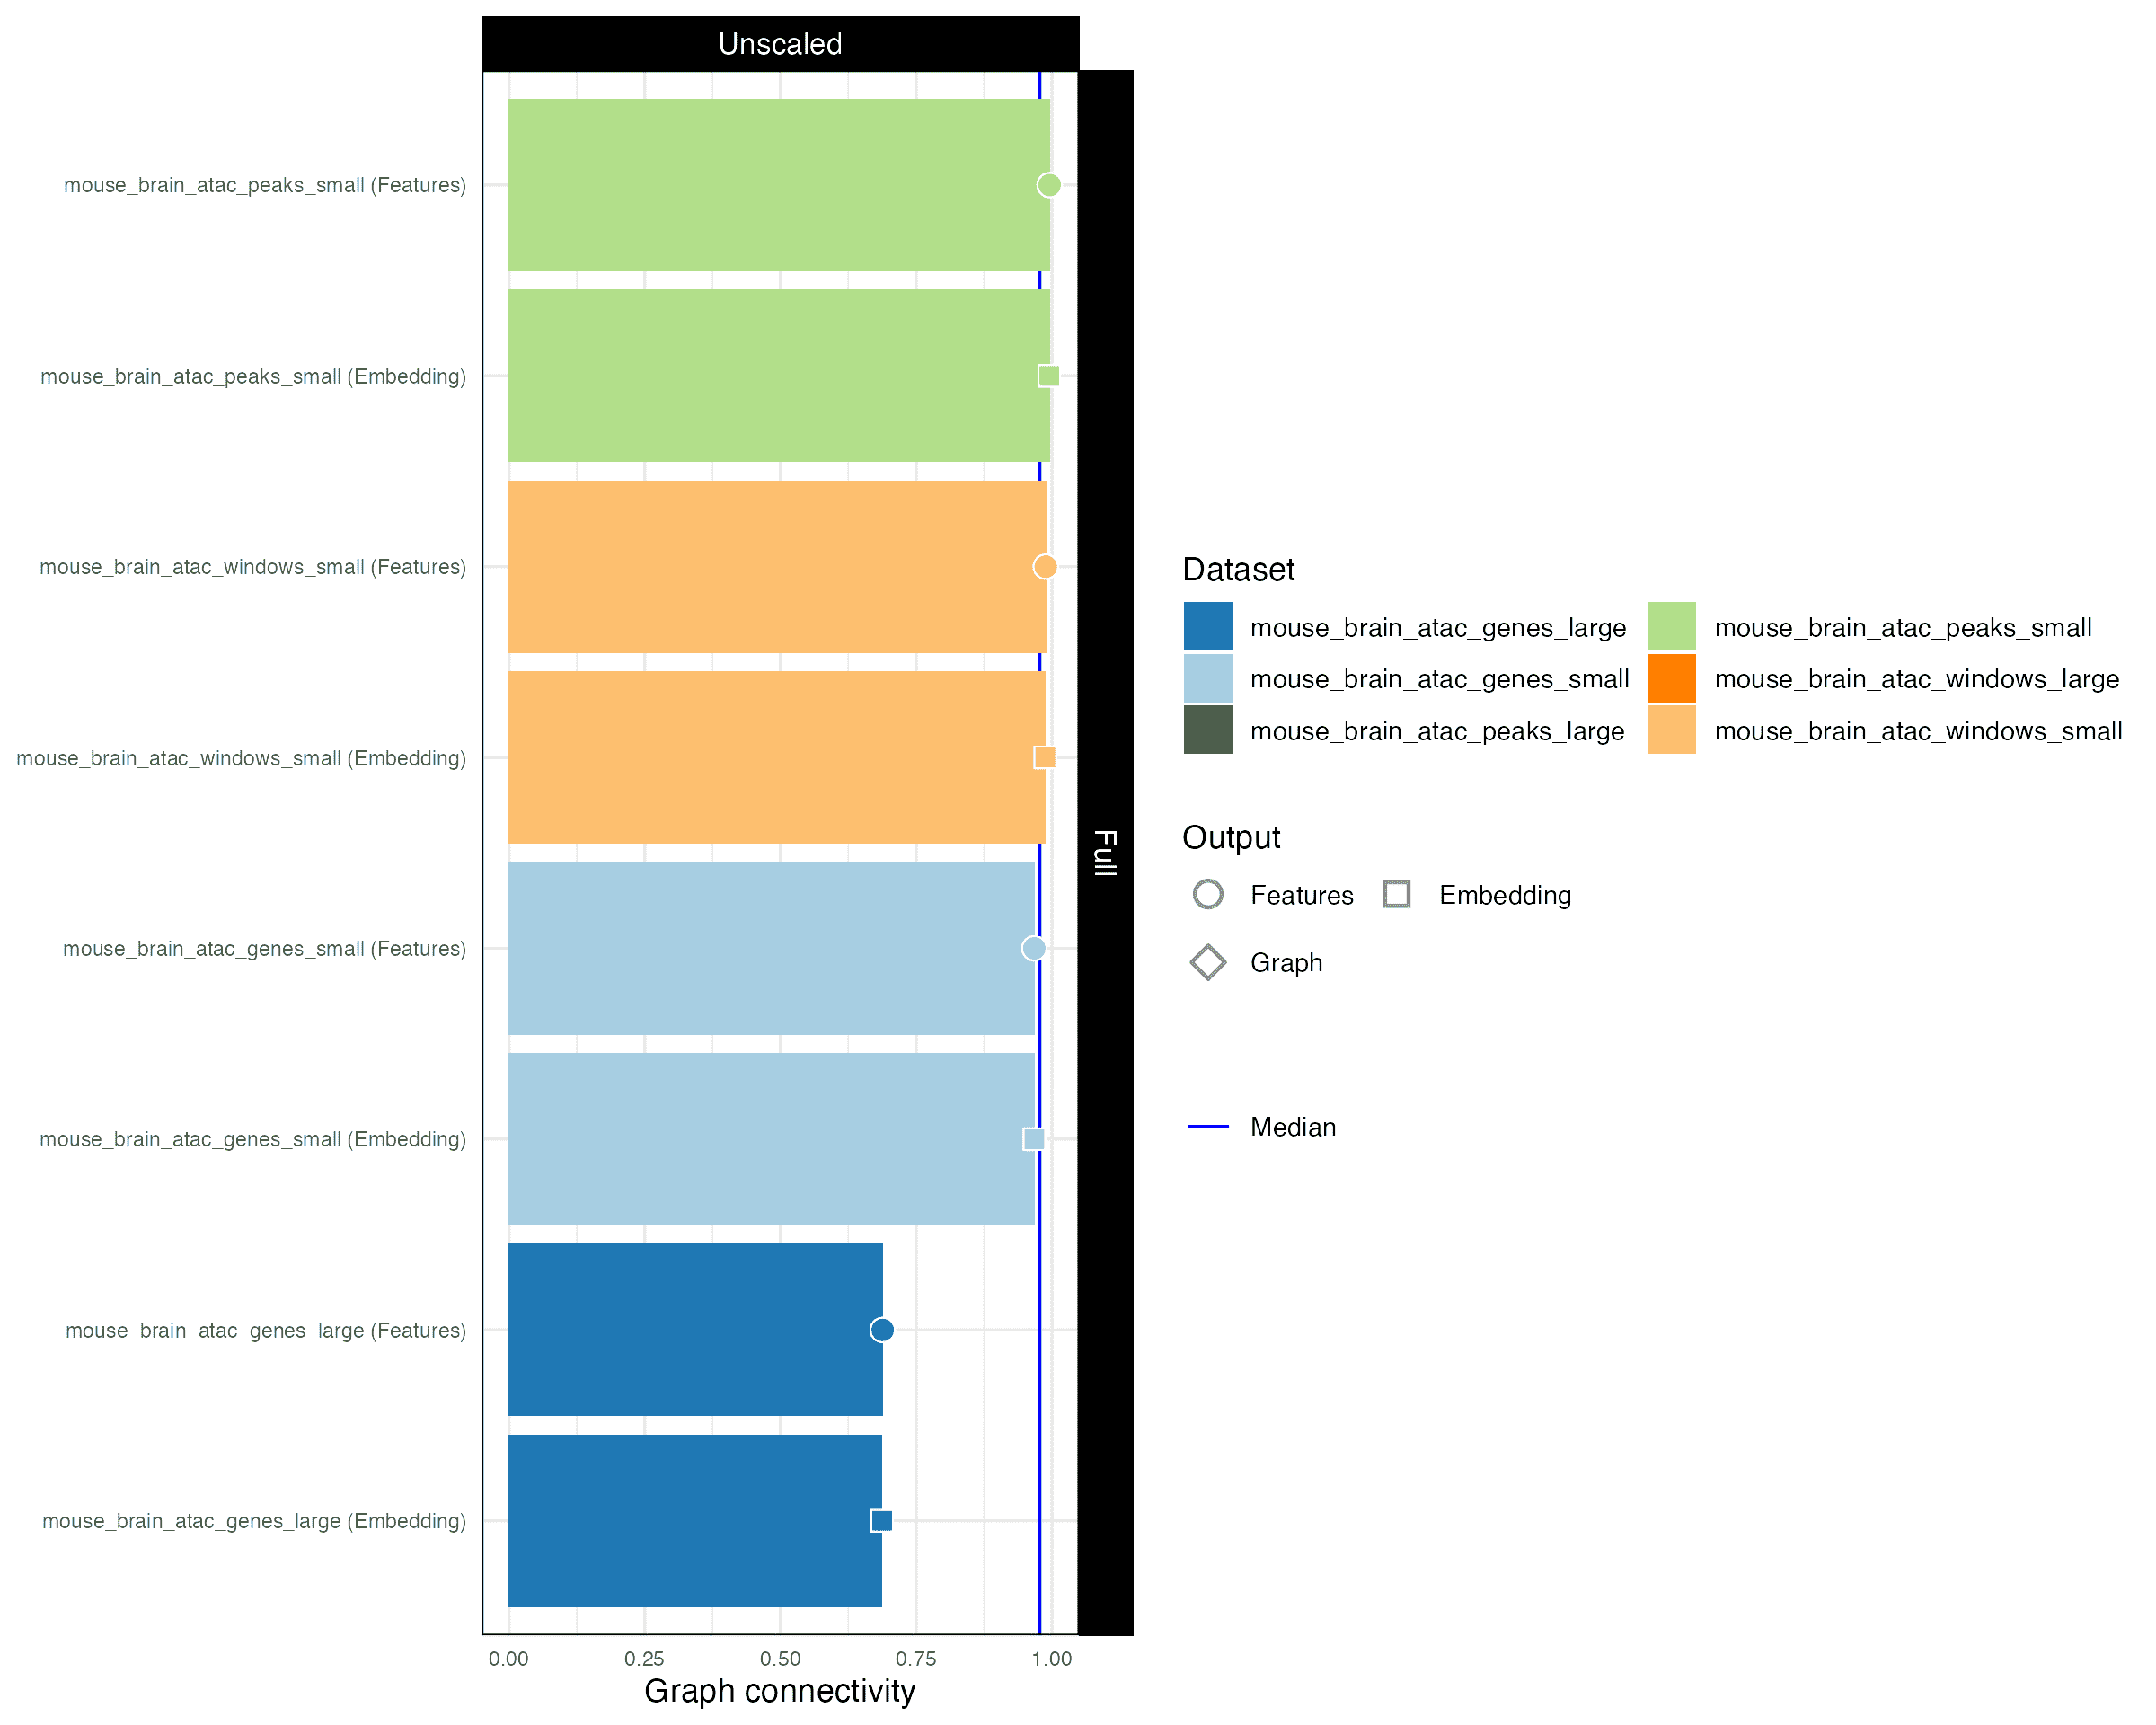 Unscaled
Full
mouse_brain_atac_peaks_small (Features)
mouse_brain_atac_peaks_small (Embedding)
mouse_brain_atac_windows_small (Features)
mouse_brain_atac_windows_small (Embedding)
mouse_brain_atac_genes_small (Features)
mouse_brain_atac_genes_small (Embedding)
mouse_brain_atac_genes_large (Features)
mouse_brain_atac_genes_large (Embedding)
0.00 0.25 0.50 0.75 1.00
Graph connectivity
Dataset
mouse_brain_atac_genes_large mouse_brain_atac_peaks_small
mouse_brain_atac_genes_small mouse_brain_atac_windows_large
mouse_brain_atac_peaks_large mouse_brain_atac_windows_small
Output
Features Embedding
Graph
Median